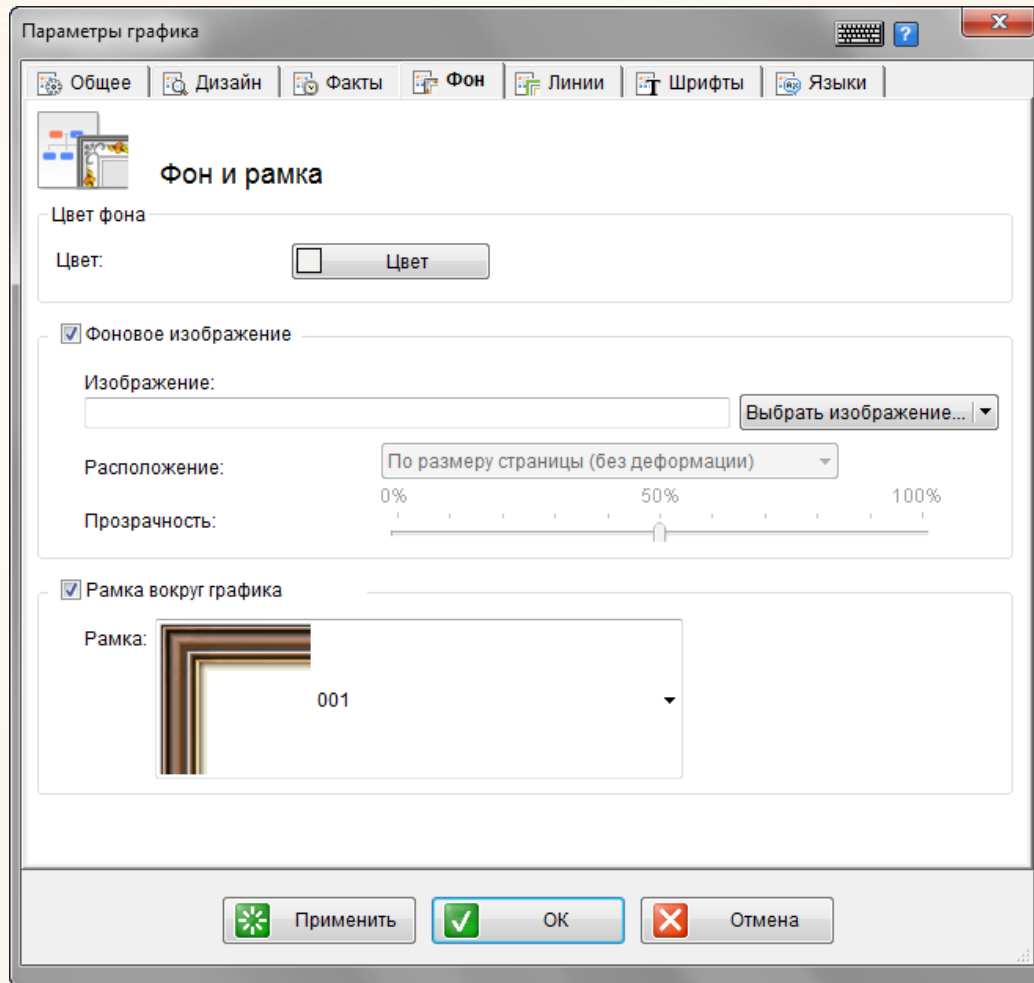 Параметры графика
?
Общее Дизайн Факты Фон Линии Шрифты Языки
Фон и рамка
Цвет фона
Цвет: Цвет
Фоновое изображение
Изображение:
Выбрать изображение...
Расположение: По размеру страницы (без деформации)
0% 50% 100%
Прозрачность:
Рамка вокруг графика
Рамка: 001
Применить ОК Отмена